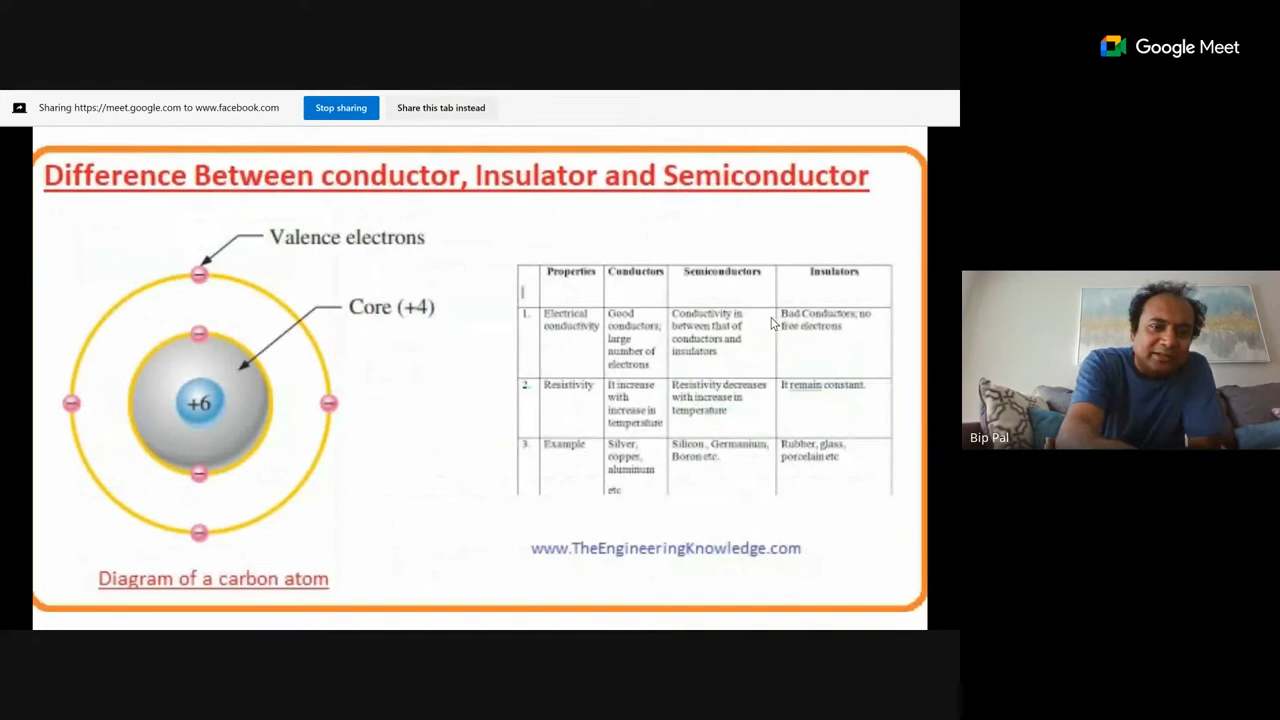 Google Meet
Sharing https://meet.google.com to www.facebook.com
Stop sharing
Share this tab instead
Difference Between conductor, Insulator and Semiconductor
Valence electrons
Core (+4)
+6
Diagram of a carbon atom
Properties Conductors Semiconductors Insulators
1. Electrical conductivity
Good
conductors;
large
number of
electrons
Conductivity in
between that of
conductors and
insulators
Bad Conductors; no
free electrons
2. Resistivity
It increase
with
increase in
temperature
Resistivity decreases
with increase in
temperature
It remain constant.
3. Example
Silver,
copper,
aluminum
etc
Silicon, Germanium,
Boron etc.
Rubber, glass,
porcelain etc
www.TheEngineeringKnowledge.com
Bip Pal